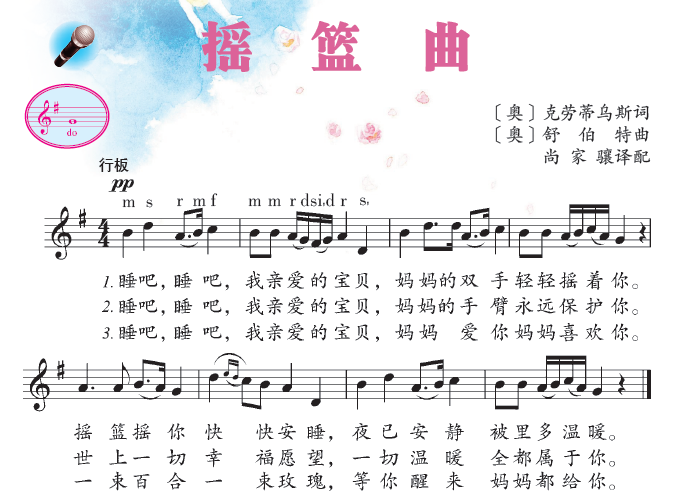 摇篮曲
〔奥〕克劳蒂乌斯词
〔奥〕舒伯特曲
尚家骧译配
do
行板
pp
m s r m f m m r d si, d r s,
4
4
1. 睡吧，睡吧，我亲爱的宝贝，妈妈的双手轻轻摇着你。
2. 睡吧，睡吧，我亲爱的宝贝，妈妈的手臂永远保护你。
3. 睡吧，睡吧，我亲爱的宝贝，妈妈爱你妈妈喜欢你。
摇篮摇你快快安睡，夜已安静被里多温暖。
世上一切幸福愿望，一切温暖全都属于你。
一束百合一束玫瑰，等你醒来妈妈都给你。